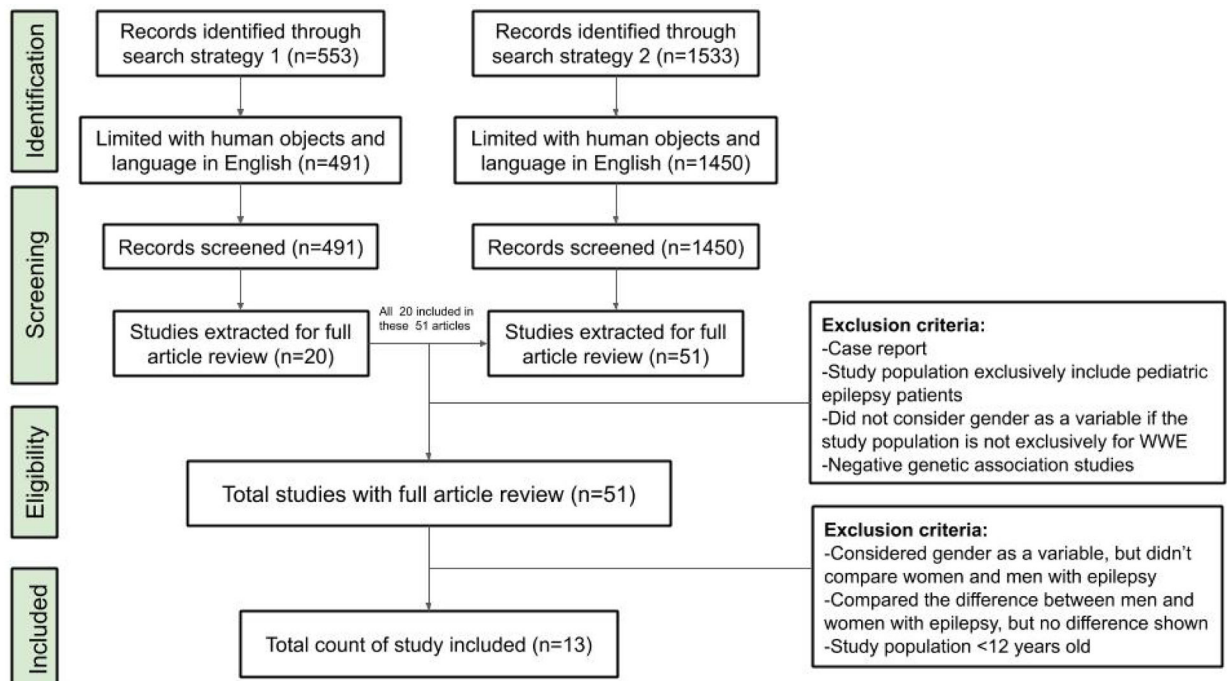 Identification
Records identified through
search strategy 1 (n=553)
Records identified through
search strategy 2 (n=1533)
Limited with human objects and
language in English (n=491)
Limited with human objects and
language in English (n=1450)
Screening
Records screened (n=491)
Records screened (n=1450)
Studies extracted for full
article review (n=20)
All 20 included in
these 51 articles
Studies extracted for full
article review (n=51)
Exclusion criteria:
-Case report
-Study population exclusively include pediatric
epilepsy patients
-Did not consider gender as a variable if the
study population is not exclusively for WWE
-Negative genetic association studies
Eligibility
Total studies with full article review (n=51)
Exclusion criteria:
-Considered gender as a variable, but didn’t
compare women and men with epilepsy
-Compared the difference between men and
women with epilepsy, but no difference shown
-Study population <12 years old
Included
Total count of study included (n=13)